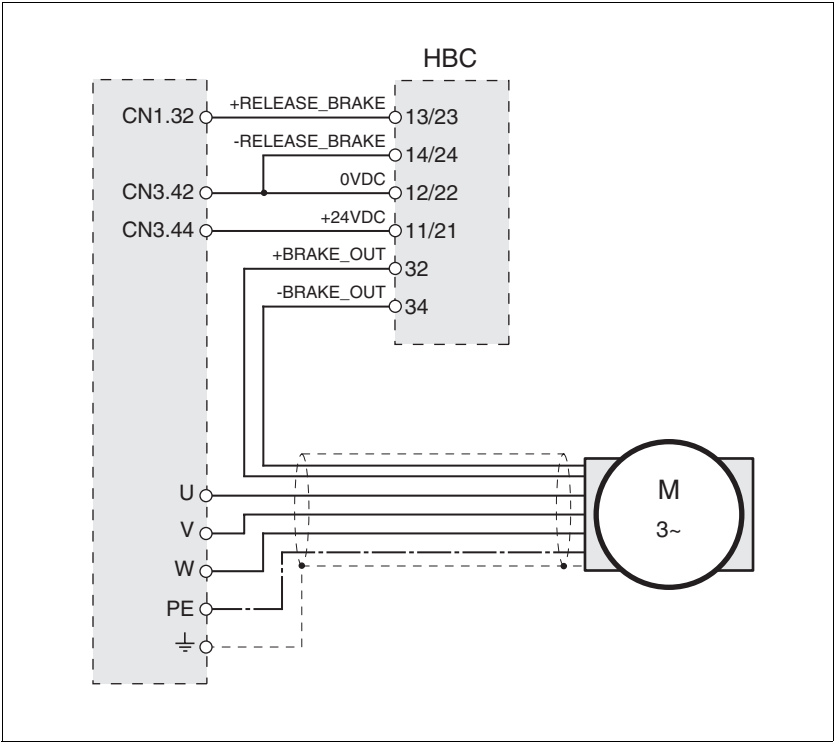 HBC
CN1.32 +RELEASE_BRAKE 13/23
-RELEASE_BRAKE 14/24
CN3.42 0VDC 12/22
CN3.44 +24VDC 11/21
+BRAKE_OUT 32
-BRAKE_OUT 34
U
V
W
PE
M
3~